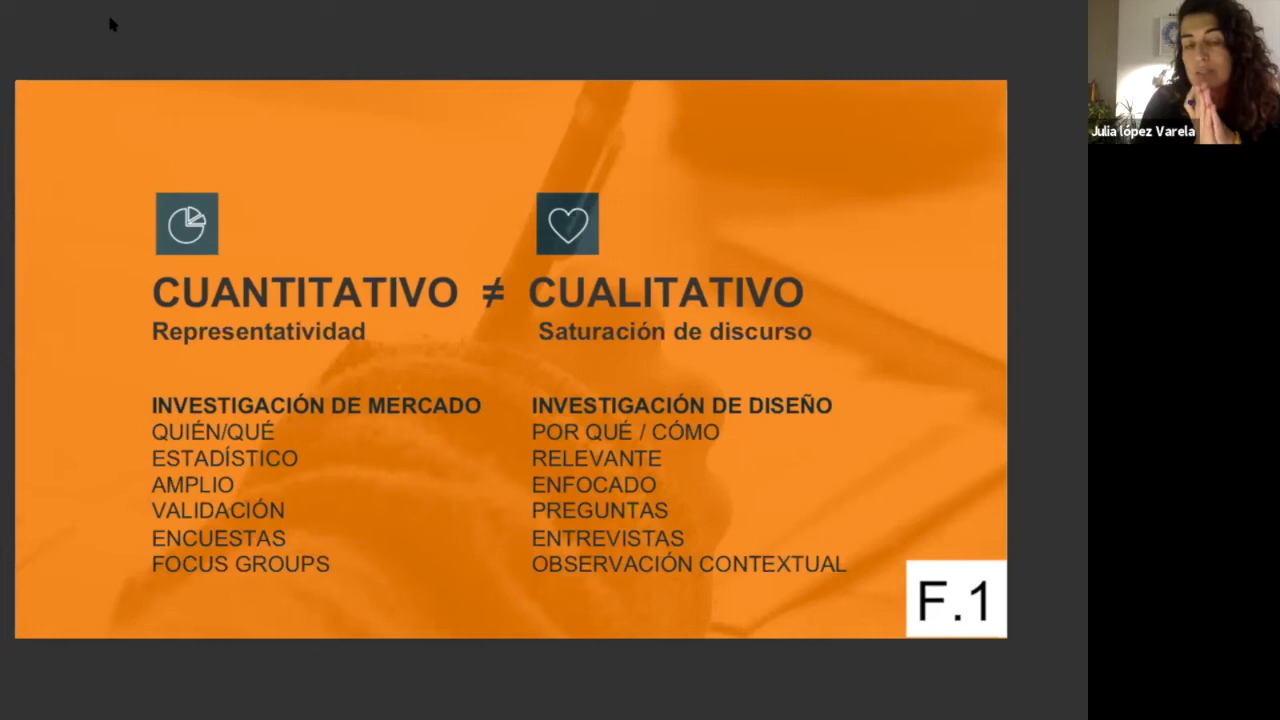 CUANTITATIVO ≠ CUALITATIVO
Representatividad
Saturación de discurso
INVESTIGACIÓN DE MERCADO
QUIÉN/QUÉ
ESTADÍSTICO
AMPLIO
VALIDACIÓN
ENCUESTAS
FOCUS GROUPS
INVESTIGACIÓN DE DISEÑO
POR QUÉ / CÓMO
RELEVANTE
ENFOCADO
PREGUNTAS
ENTREVISTAS
OBSERVACIÓN CONTEXTUAL
F.1
Julia lópez Varela